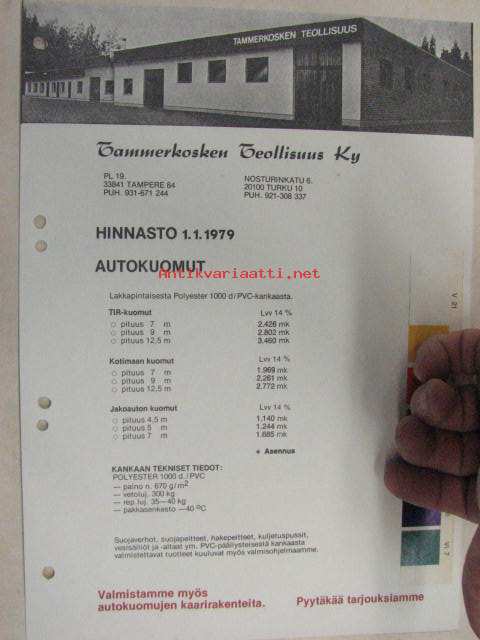 TAMMERKOSKEN TEOLLISUUS
Tammerkosken Teollisuus Ky
PL 19.
33841 TAMPERE 84
PUH. 931-671 244
NOSTURINKATU 6.
20100 TURKU 10
PUH. 921-308 337
HINNASTO 1.1.1979
AUTOKUOMUT
Antikvariaatti.net
Lakkapintaisesta Polyester 1000 d/PVC-kankaasta.
TIR-kuomut Lvv 14 %
○ pituus 7 m 2.426 mk
○ pituus 9 m 2.802 mk
○ pituus 12,5 m 3.460 mk
Kotimaan kuomut Lvv 14 %
○ pituus 7 m 1.969 mk
○ pituus 9 m 2.261 mk
○ pituus 12,5 m 2.772 mk
Jakoauton kuomut Lvv 14 %
○ pituus 4,5 m 1.140 mk
○ pituus 5 m 1.244 mk
○ pituus 7 m 1.685 mk
+ Asennus
KANKAAN TEKNISET TIEDOT:
POLYESTER 1000 d./PVC
— paino n. 670 g/m²
— vetoluj. 300 kg
— rep.luj. 35—40 kg
— pakkasenkesto —40 °C
Suojaverhot, suojapeitteet, hakepeitteet, kuljetuspussit,
vesisäiliöt ja -altaat ym. PVC-päällysteisestä kankaasta
valmistettavat tuotteet kuuluvat myös valmisohjelmaamme.
Valmistamme myös
autokuomujen kaarirakenteita.
Pyytäkää tarjouksiamme
V 21
VI 7